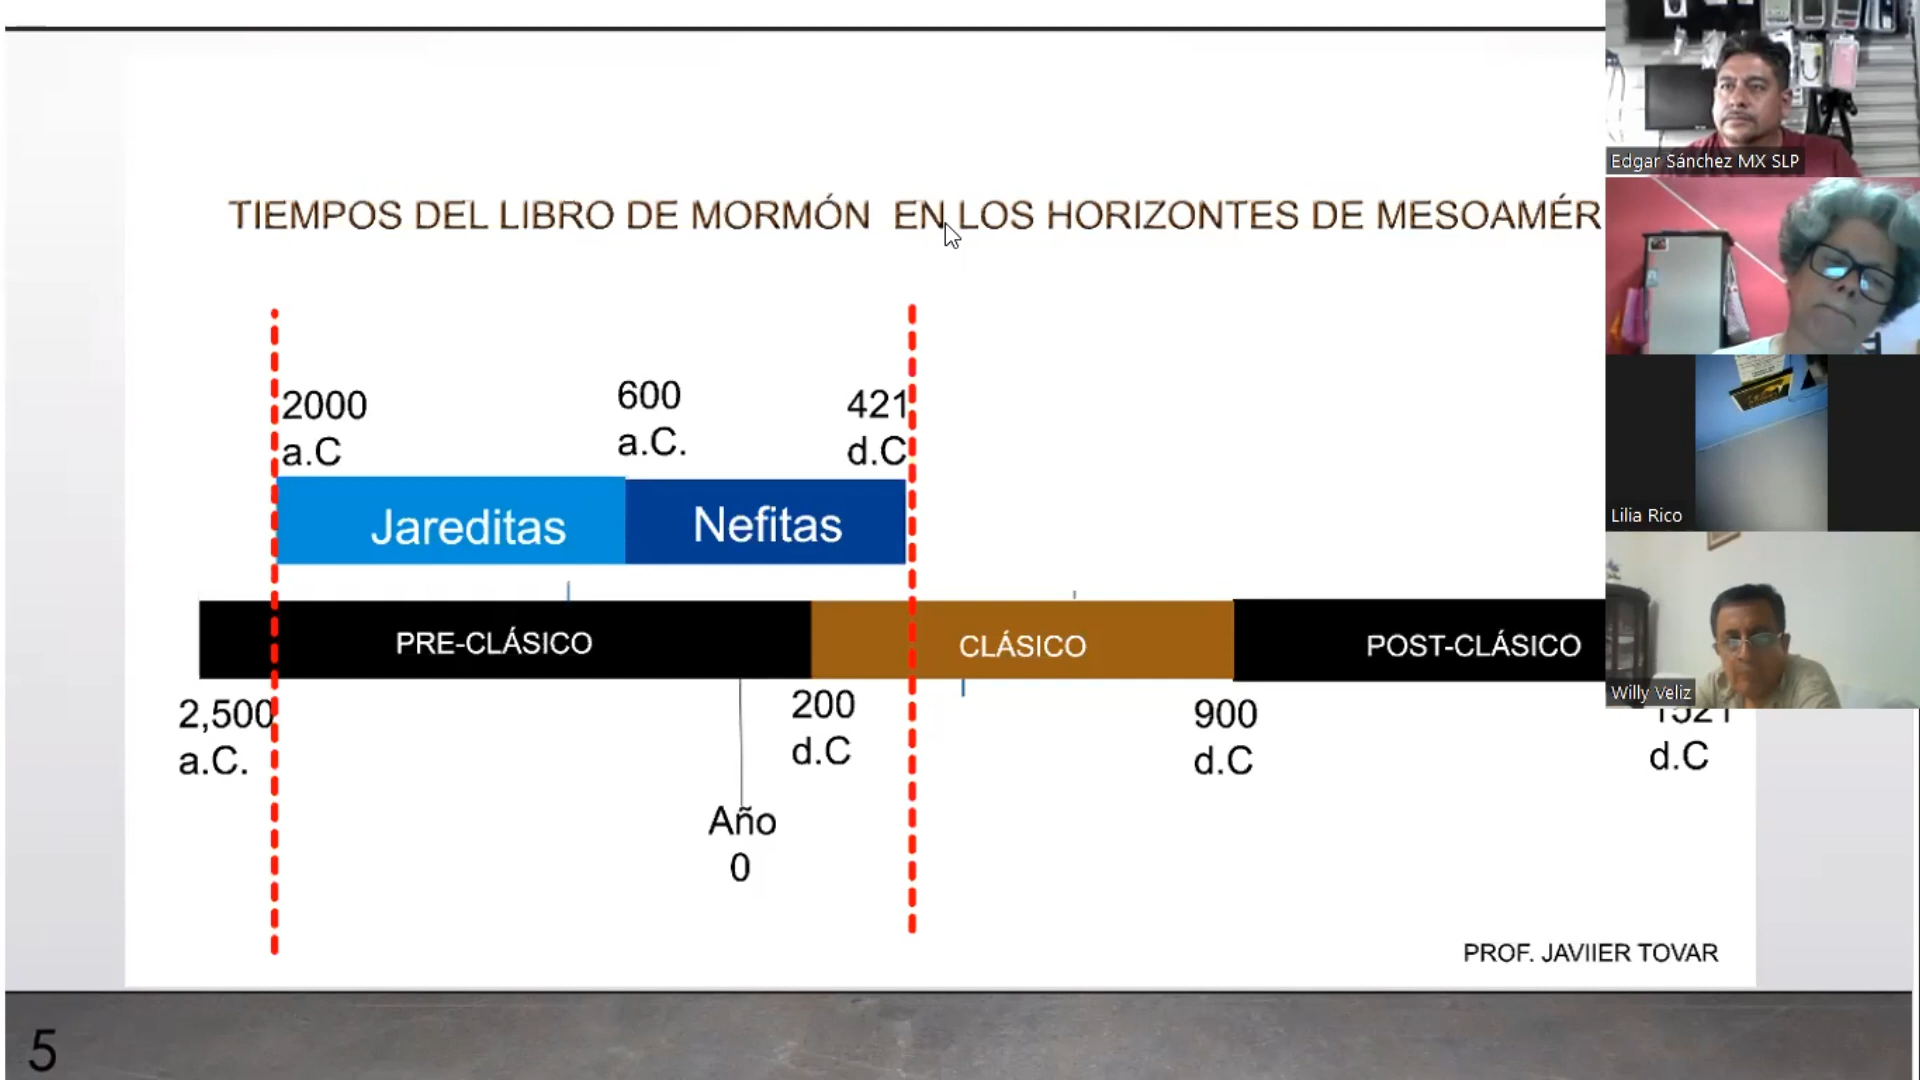 TIEMPOS DEL LIBRO DE MORMÓN EN LOS HORIZONTES DE MESOAMÉR
2000
a.C
600
a.C.
421
d.C
Jareditas
Nefitas
PRE-CLÁSICO
CLÁSICO
POST-CLÁSICO
2,500
a.C.
200
d.C
900
d.C
1521
d.C
Año
0
PROF. JAVIIER TOVAR
5
Edgar Sánchez MX SLP
Lilia Rico
Willy Veliz